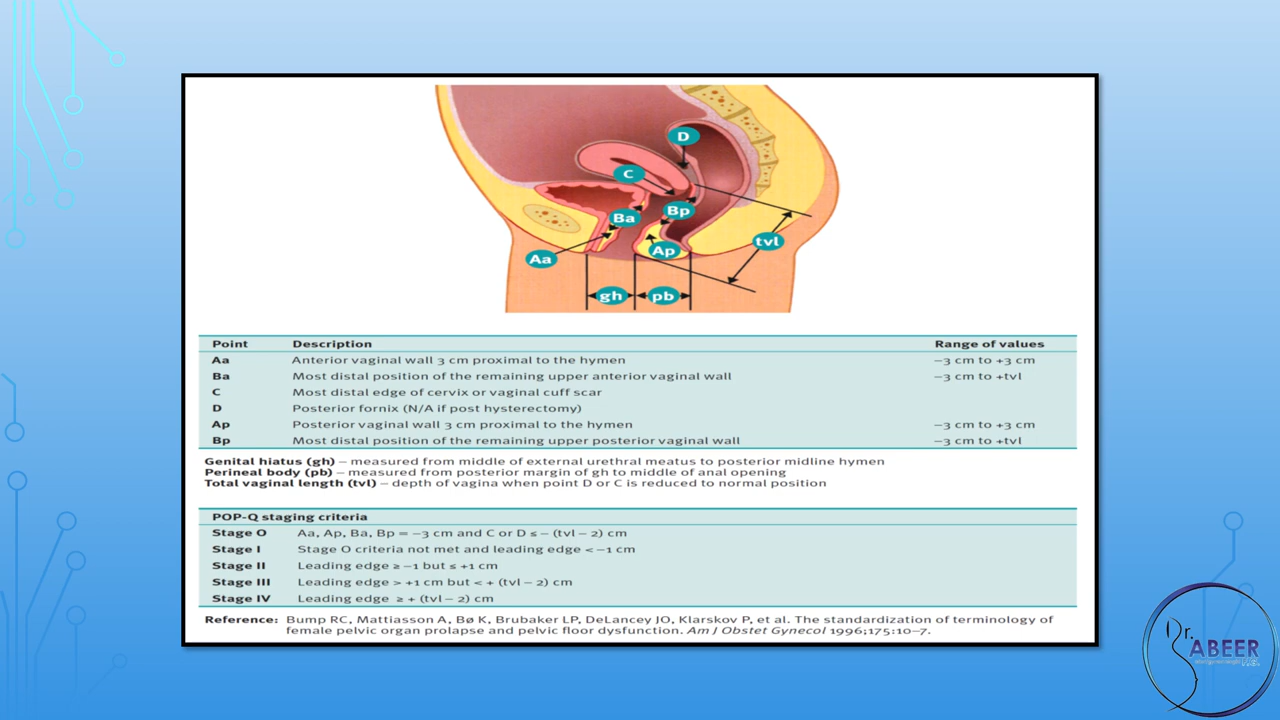 D
C
Ba
Bp
Aa
Ap
tvl
gh
pb
Point Description Range of values
Aa Anterior vaginal wall 3 cm proximal to the hymen −3 cm to +3 cm
Ba Most distal position of the remaining upper anterior vaginal wall −3 cm to +tvl
C Most distal edge of cervix or vaginal cuff scar
D Posterior fornix (N/A if post hysterectomy)
Ap Posterior vaginal wall 3 cm proximal to the hymen −3 cm to +3 cm
Bp Most distal position of the remaining upper posterior vaginal wall −3 cm to +tvl
Genital hiatus (gh) – measured from middle of external urethral meatus to posterior midline hymen
Perineal body (pb) – measured from posterior margin of gh to middle of anal opening
Total vaginal length (tvl) – depth of vagina when point D or C is reduced to normal position
POP-Q staging criteria
Stage 0 Aa, Ap, Ba, Bp = −3 cm and C or D ≤ − (tvl − 2) cm
Stage I Stage 0 criteria not met and leading edge < −1 cm
Stage II Leading edge ≥ −1 but ≤ +1 cm
Stage III Leading edge > +1 cm but < + (tvl − 2) cm
Stage IV Leading edge ≥ + (tvl − 2) cm
Reference: Bump RC, Mattiasson A, Bø K, Brubaker LP, DeLancey JO, Klarskov P, et al. The standardization of terminology of
female pelvic organ prolapse and pelvic floor dysfunction. Am J Obstet Gynecol 1996;175:10–7.
Dr.
ABEER